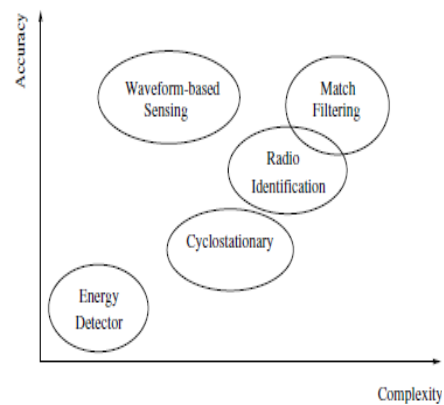 Accuracy
Waveform-based
Sensing
Match
Filtering
Radio
Identification
Cyclostationary
Energy
Detector
Complexity